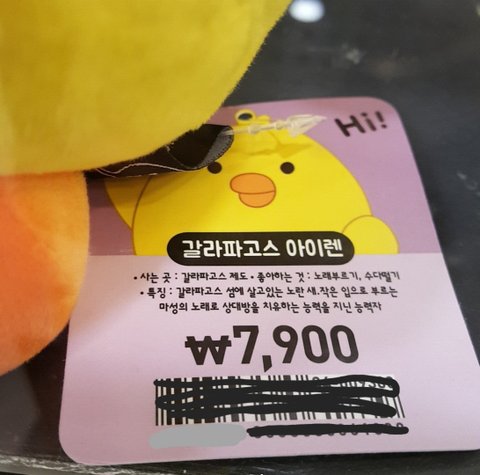 Hi!
갈라파고스 아이렌
• 사는 곳 : 갈라파고스 제도 • 좋아하는 것 : 노래부르기, 수다떨기
• 특징 : 갈라파고스 섬에 살고있는 노란 새. 작은 입으로 부르는
마성의 노래로 상대방을 치유하는 능력을 지닌 능력자
₩7,900